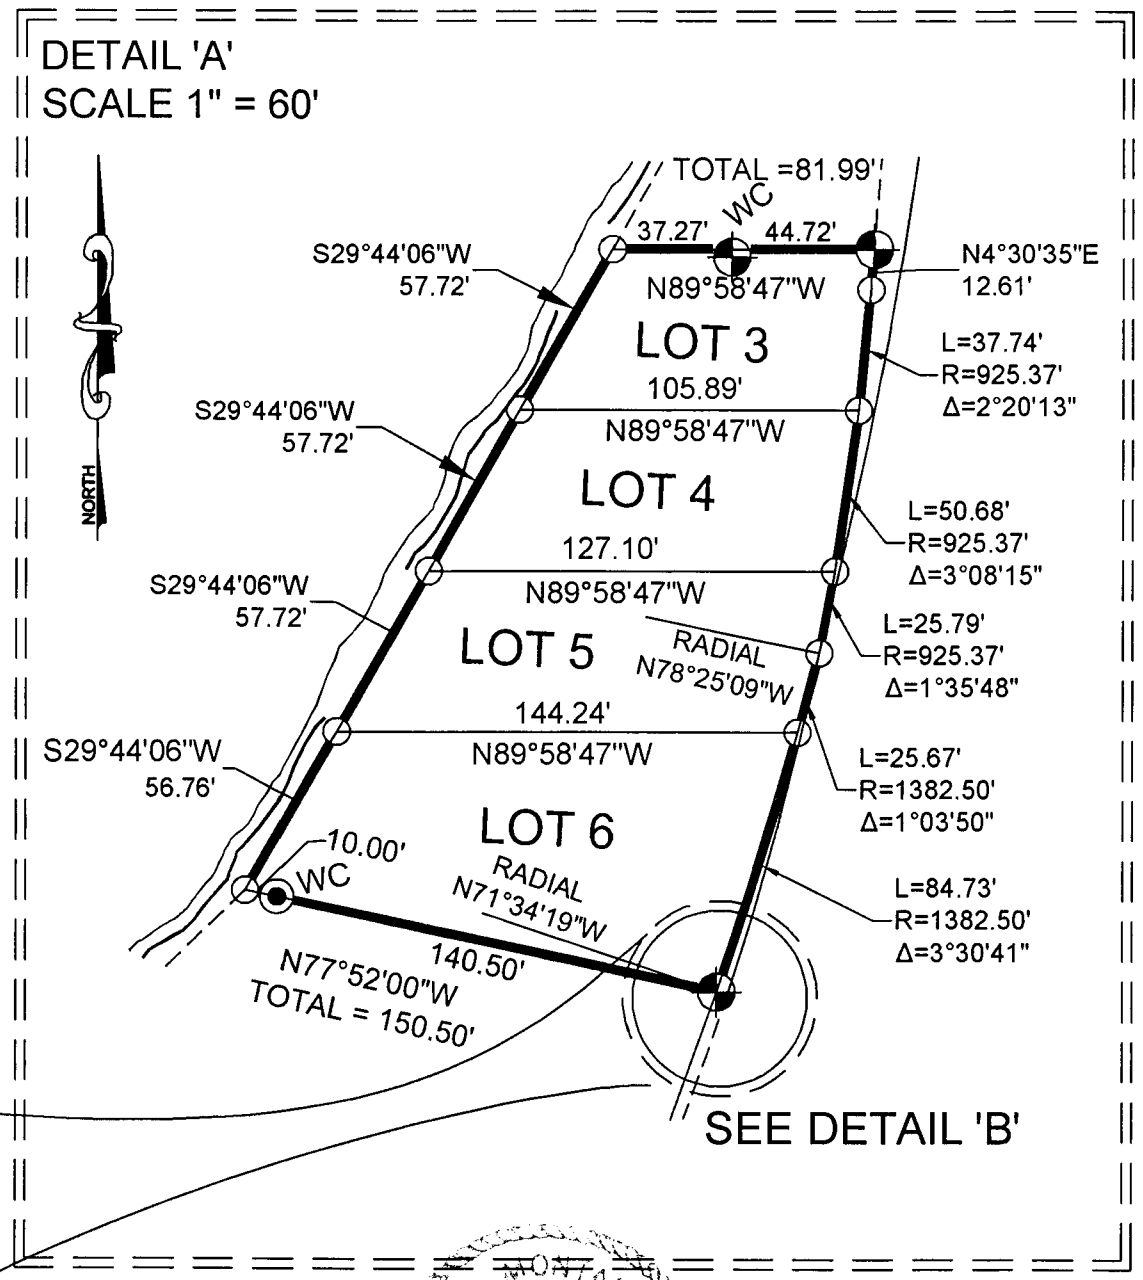 DETAIL 'A'
SCALE 1" = 60'
TOTAL =81.99'
WC
37.27'
44.72'
N89°58'47"W
S29°44'06"W
57.72'
N4°30'35"E
12.61'
LOT 3
L=37.74'
R=925.37'
Δ=2°20'13"
105.89'
N89°58'47"W
S29°44'06"W
57.72'
NORTH
LOT 4
L=50.68'
R=925.37'
Δ=3°08'15"
127.10'
N89°58'47"W
S29°44'06"W
57.72'
LOT 5
RADIAL
N78°25'09"W
L=25.79'
R=925.37'
Δ=1°35'48"
144.24'
N89°58'47"W
S29°44'06"W
56.76'
L=25.67'
R=1382.50'
Δ=1°03'50"
LOT 6
10.00'
WC
RADIAL
N71°34'19"W
L=84.73'
R=1382.50'
Δ=3°30'41"
140.50'
N77°52'00"W
TOTAL = 150.50'
SEE DETAIL 'B'